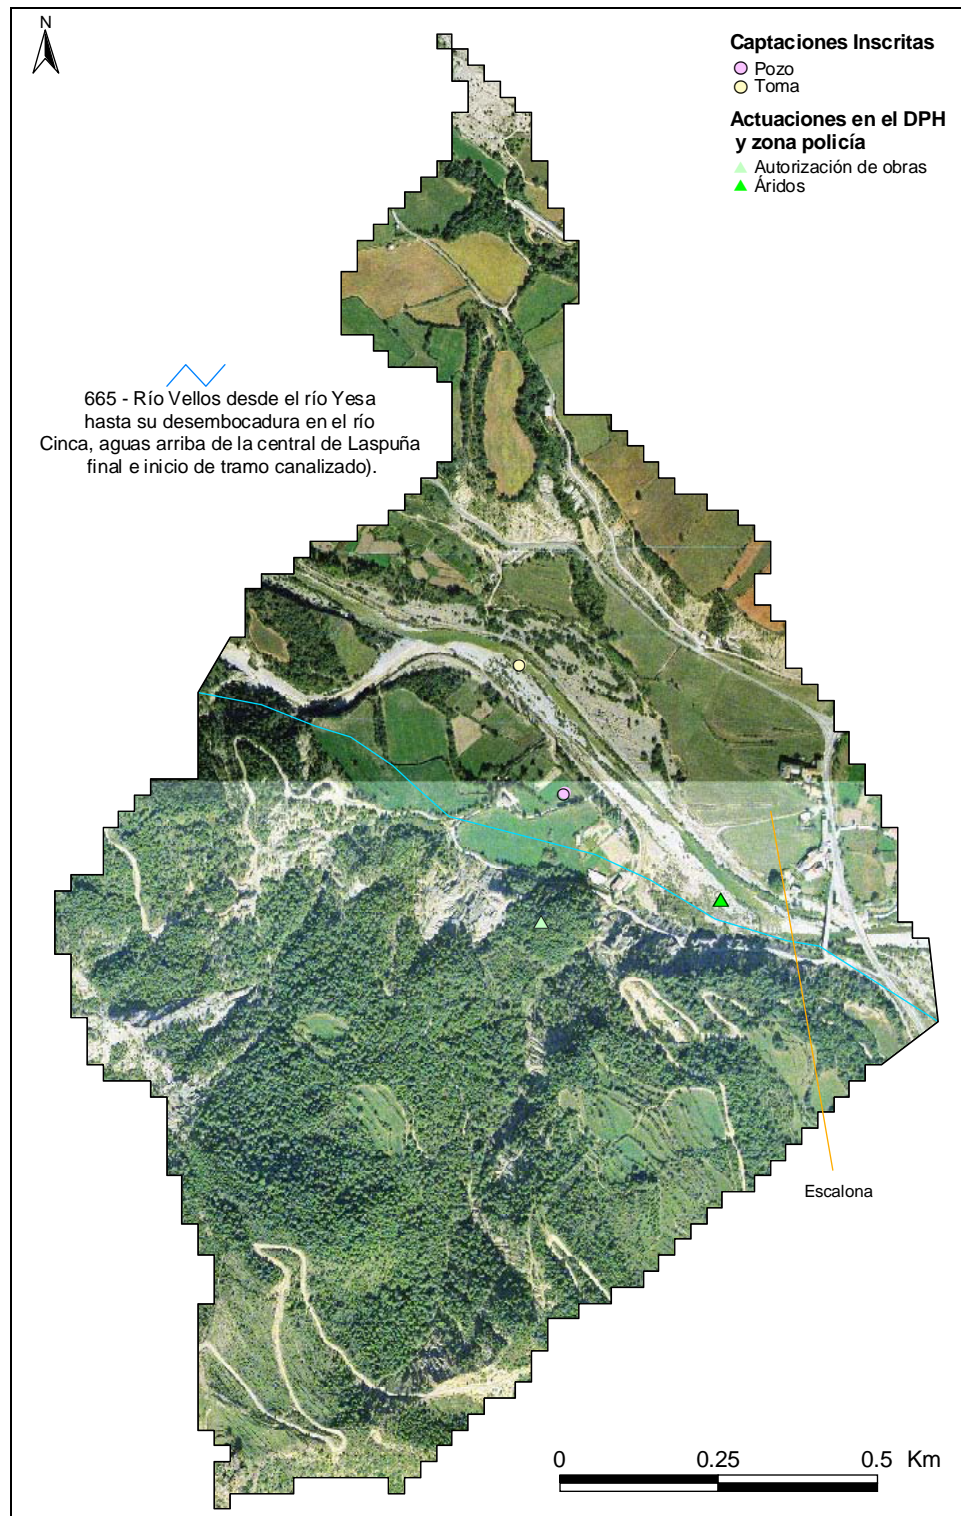 N
Captaciones Inscritas
Pozo
Toma
Actuaciones en el DPH
y zona policía
Autorización de obras
Áridos
665 - Río Vellos desde el río Yesa
hasta su desembocadura en el río
Cinca, aguas arriba de la central de Laspuña
final e inicio de tramo canalizado).
Escalona
0 0.25 0.5 Km